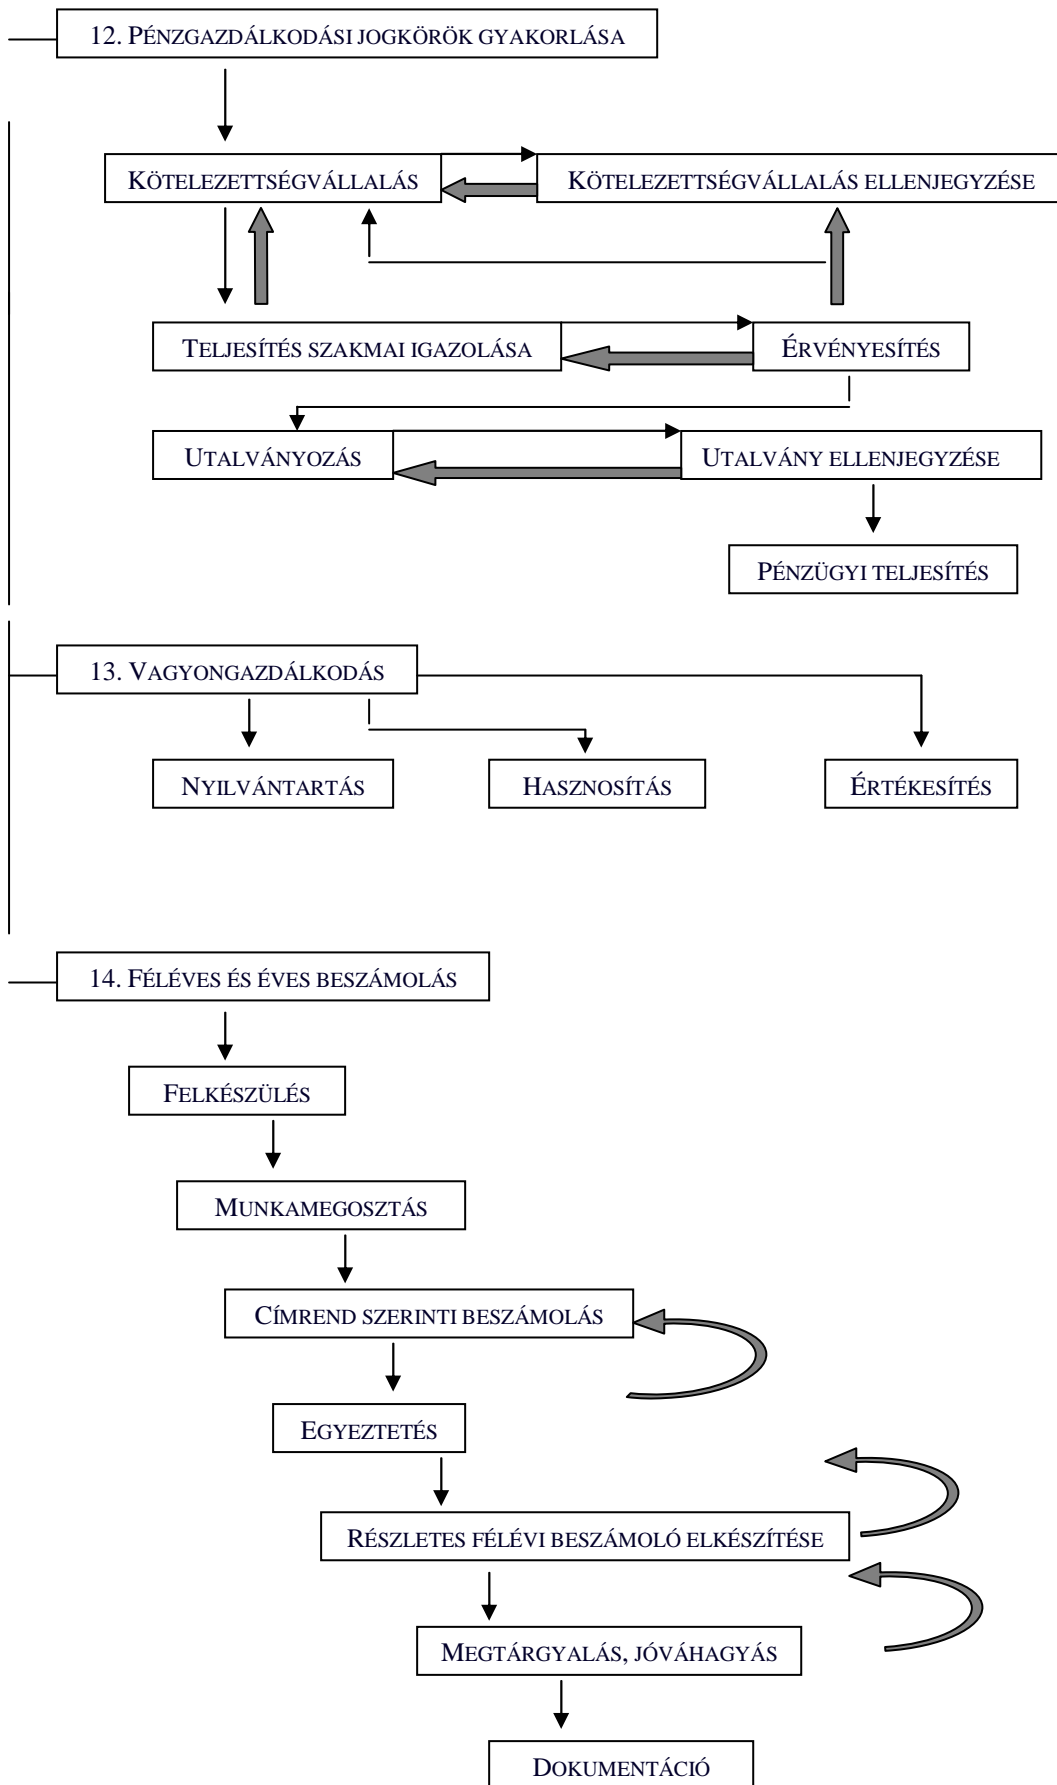 12. Pénzgazdálkodási jogkörök gyakorlása
Kötelezettségvállalás
Kötelezettségvállalás ellenjegyzése
Teljesítés szakmai igazolása
Érvényesítés
Utalványozás
Utalvány ellenjegyzése
Pénzügyi teljesítés
13. Vagyongazdálkodás
Nyilvántartás
Hasznosítás
Értékesítés
14. Féléves és éves beszámolás
Felkészülés
Munkamegosztás
Címrend szerinti beszámolás
Egyeztetés
Részletes félévi beszámoló elkészítése
Megtárgyalás, jóváhagyás
Dokumentáció